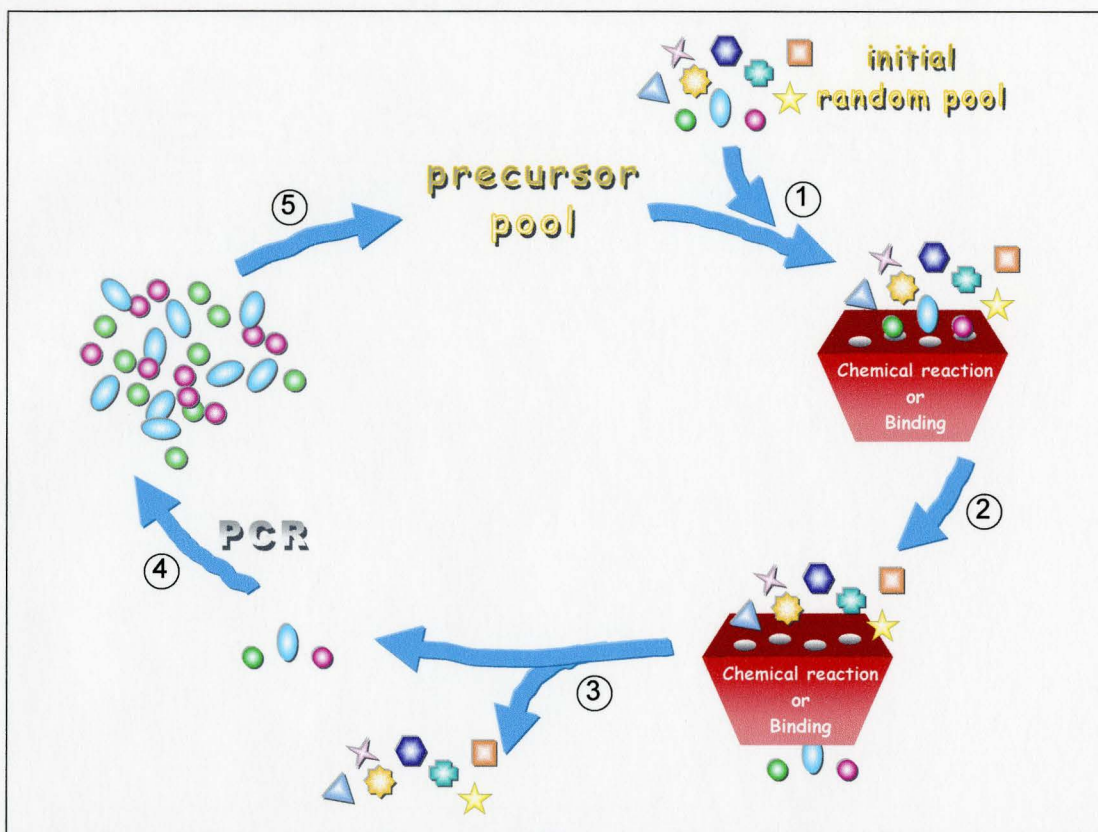 initial
random pool
precursor
pool
1
5
Chemical reaction
or
Binding
2
PCR
4
3
Chemical reaction
or
Binding